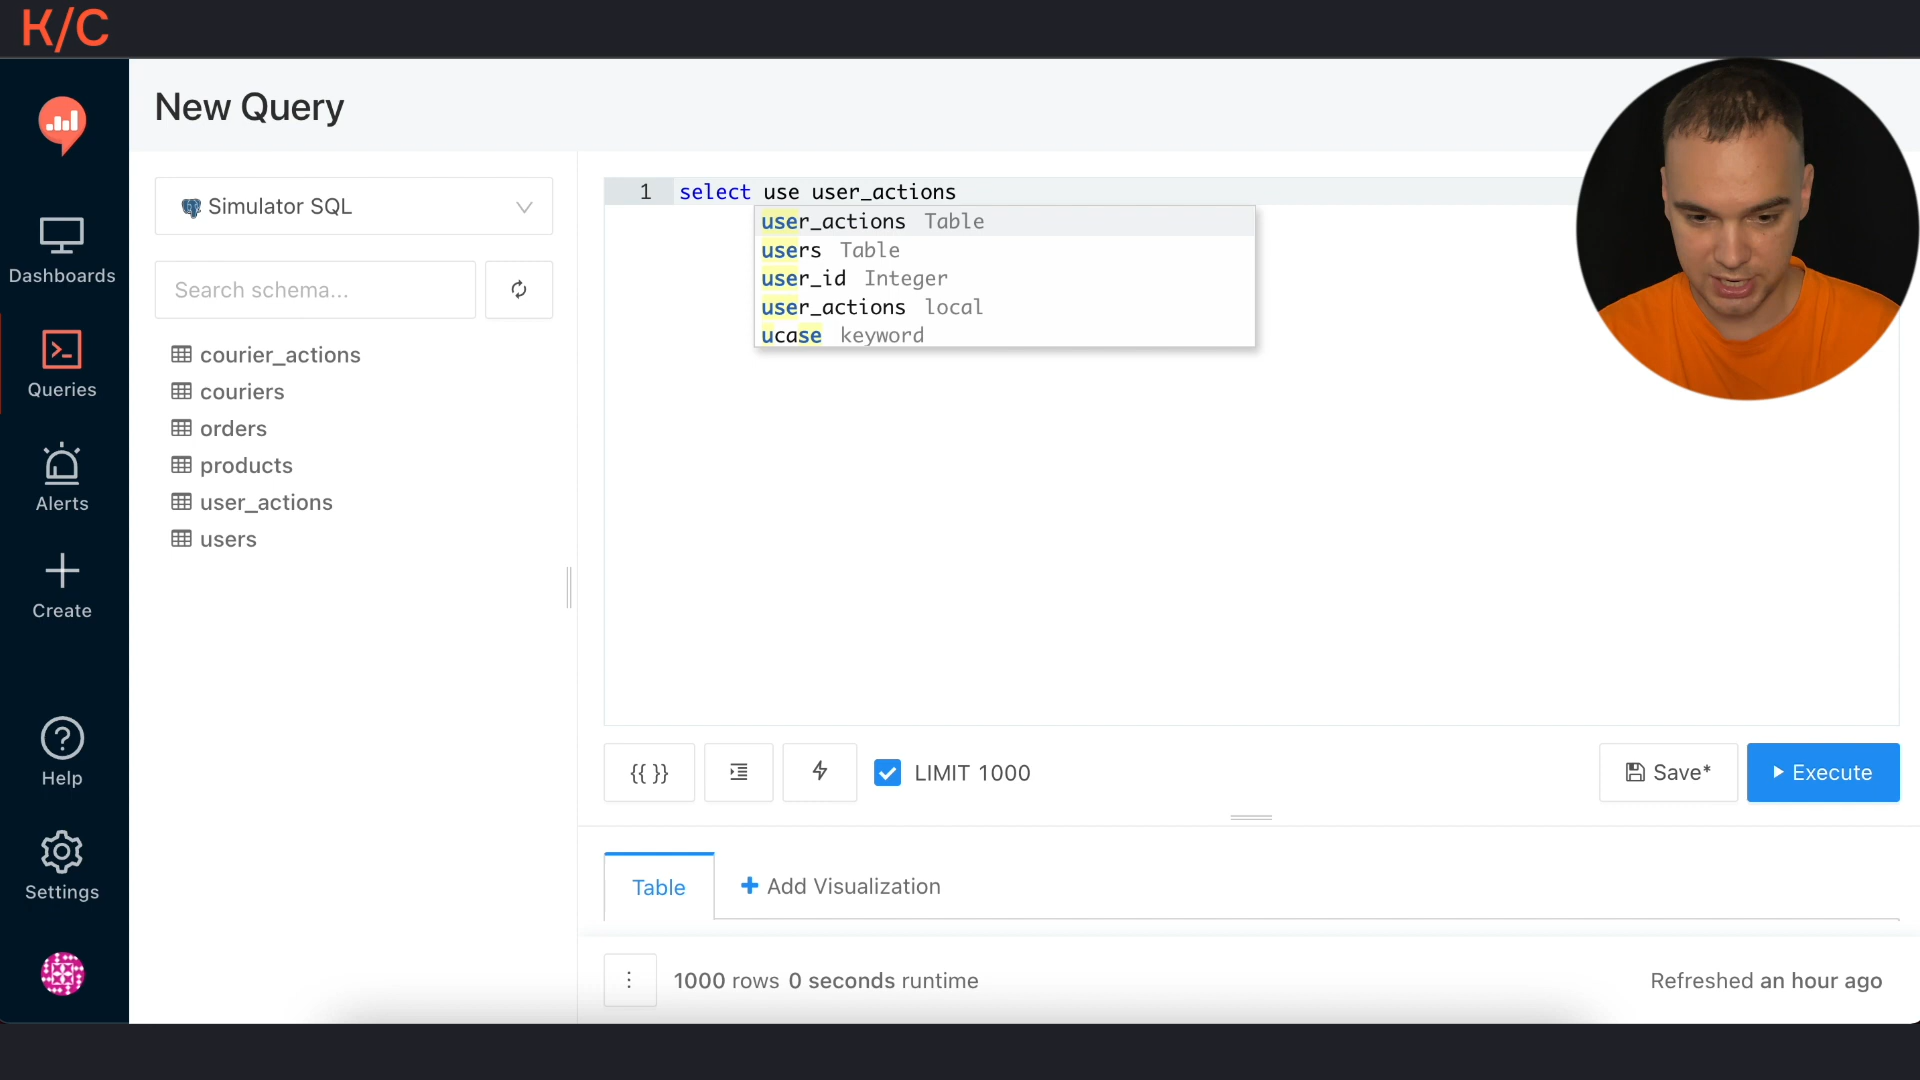 K/C
New Query
Simulator SQL
Search schema...
courier_actions
couriers
orders
products
user_actions
users
Dashboards
Queries
Alerts
Create
Help
Settings
1 select use user_actions
user_actions Table
users Table
user_id Integer
user_actions local
ucase keyword
{{ }}
LIMIT 1000
Save*
Execute
Table
+ Add Visualization
1000 rows 0 seconds runtime
Refreshed an hour ago